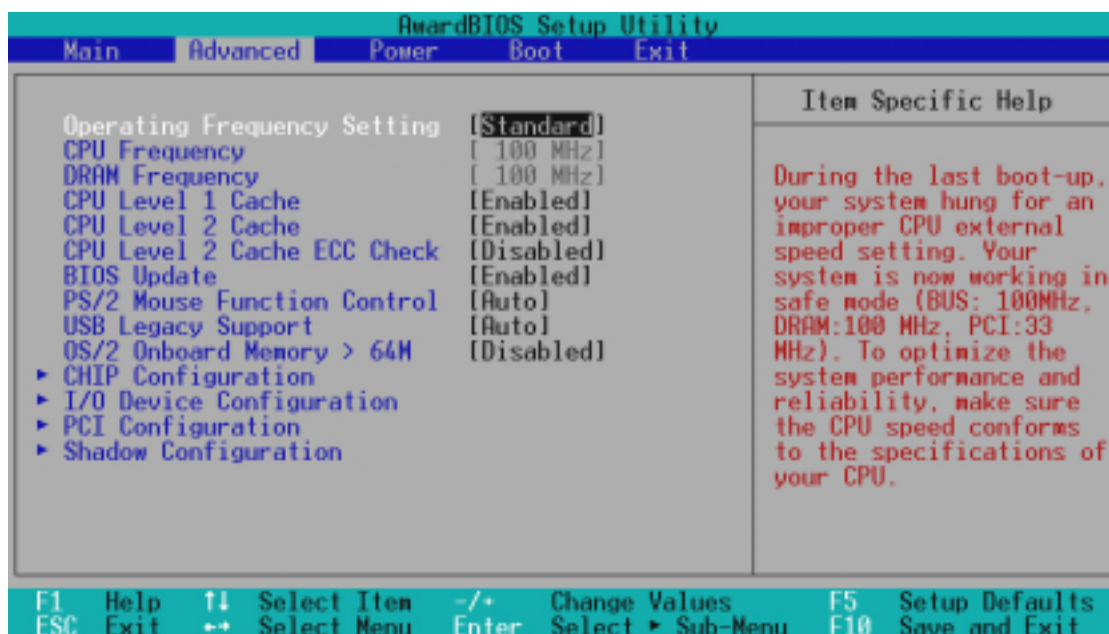 AwardBIOS Setup Utility
Main Advanced Power Boot Exit
Item Specific Help
Operating Frequency Setting [Standard]
CPU Frequency [ 100 MHz]
DRAM Frequency [ 100 MHz]
CPU Level 1 Cache [Enabled]
CPU Level 2 Cache [Enabled]
CPU Level 2 Cache ECC Check [Disabled]
BIOS Update [Enabled]
PS/2 Mouse Function Control [Auto]
USB Legacy Support [Auto]
OS/2 Onboard Memory > 64M [Disabled]
► CHIP Configuration
► I/O Device Configuration
► PCI Configuration
► Shadow Configuration
During the last boot-up,
your system hung for an
improper CPU external
speed setting. Your
system is now working in
safe mode (BUS: 100MHz,
DRAM:100 MHz, PCI:33
MHz). To optimize the
system performance and
reliability, make sure
the CPU speed conforms
to the specifications of
your CPU.
F1 Help ↑↓ Select Item -/+ Change Values F5 Setup Defaults
ESC Exit ←→ Select Menu Enter Select ► Sub-Menu F10 Save and Exit